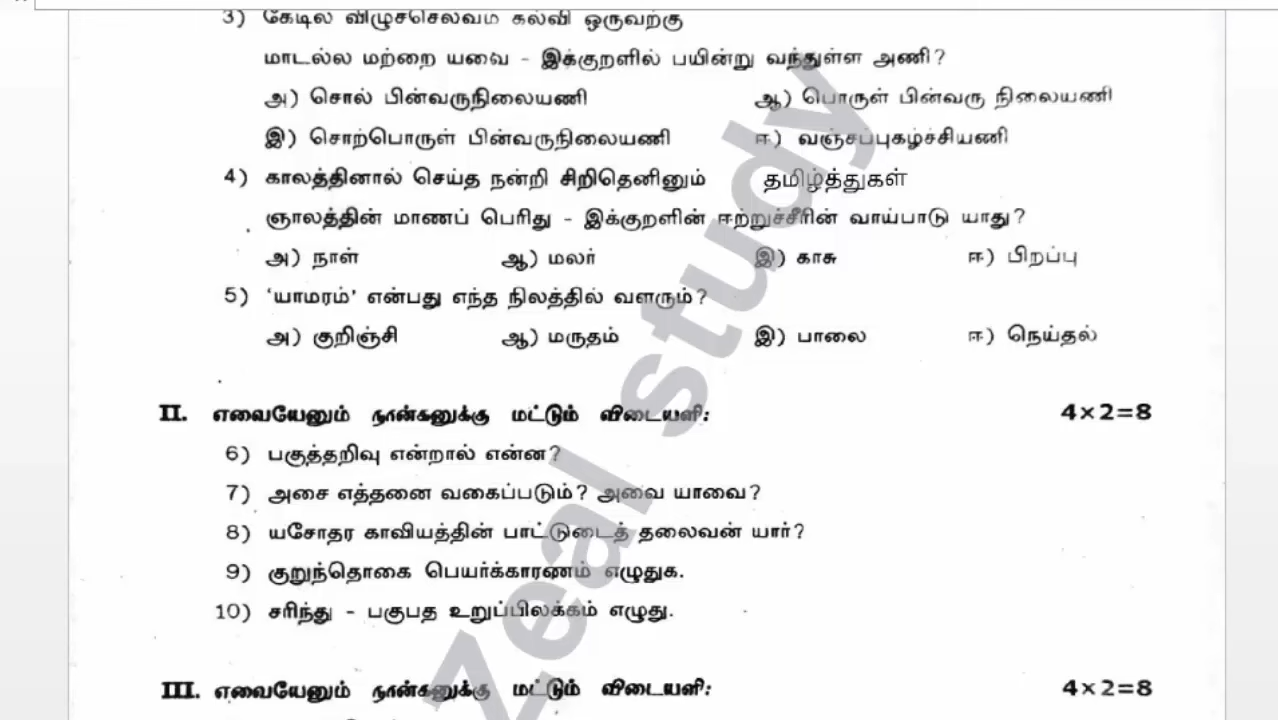 3) கேடில் விழுச்செல்வம் கல்வி ஒருவற்கு
மாடல்ல மற்றை யவை - இக்குறளில் பயின்று வந்துள்ள அணி?
அ) சொல் பின்வருநிலையணி ஆ) பொருள் பின்வரு நிலையணி
இ) சொற்பொருள் பின்வருநிலையணி ஈ) வஞ்சப்புகழ்ச்சியணி
4) காலத்தினால் செய்த நன்றி சிறிதெனினும் தமிழ்த்துகள்
ஞாலத்தின் மாணப் பெரிது - இக்குறளின் ஈற்றுச்சீரின் வாய்பாடு யாது?
அ) நாள் ஆ) மலர் இ) காசு ஈ) பிறப்பு
5) 'யாமரம்' என்பது எந்த நிலத்தில் வளரும்?
அ) குறிஞ்சி ஆ) மருதம் இ) பாலை ஈ) நெய்தல்
II. எவையேனும் நான்கனுக்கு மட்டும் விடையளி: 4×2=8
6) பகுத்தறிவு என்றால் என்ன?
7) அசை எத்தனை வகைப்படும்? அவை யாவை?
8) யசோதர காவியத்தின் பாட்டுடைத் தலைவன் யார்?
9) குறுந்தொகை பெயர்க்காரணம் எழுதுக.
10) சரிந்து - பகுபத உறுப்பிலக்கம் எழுது.
III. எவையேனும் நான்கனுக்கு மட்டும் விடையளி: 4×2=8
Zeal study